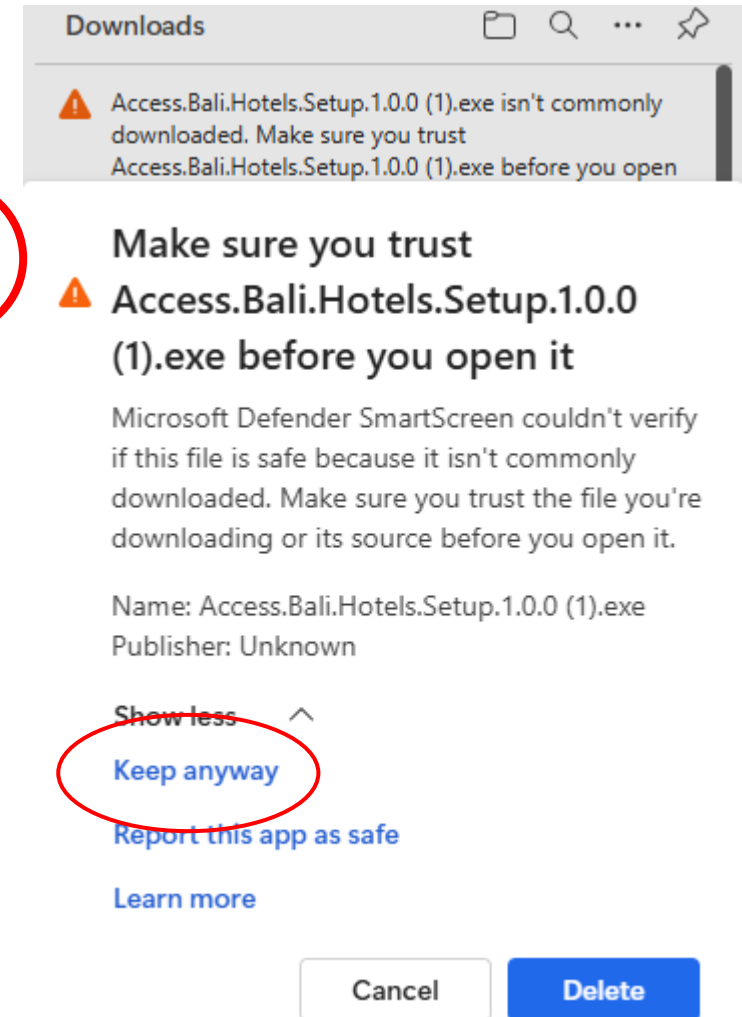 Downloads
Access.Bali.Hotels.Setup.1.0.0 (1).exe isn't commonly
downloaded. Make sure you trust
Access.Bali.Hotels.Setup.1.0.0 (1).exe before you open
Make sure you trust
Access.Bali.Hotels.Setup.1.0.0
(1).exe before you open it
Microsoft Defender SmartScreen couldn't verify
if this file is safe because it isn't commonly
downloaded. Make sure you trust the file you're
downloading or its source before you open it.
Name: Access.Bali.Hotels.Setup.1.0.0 (1).exe
Publisher: Unknown
Show less
Keep anyway
Report this app as safe
Learn more
Cancel
Delete